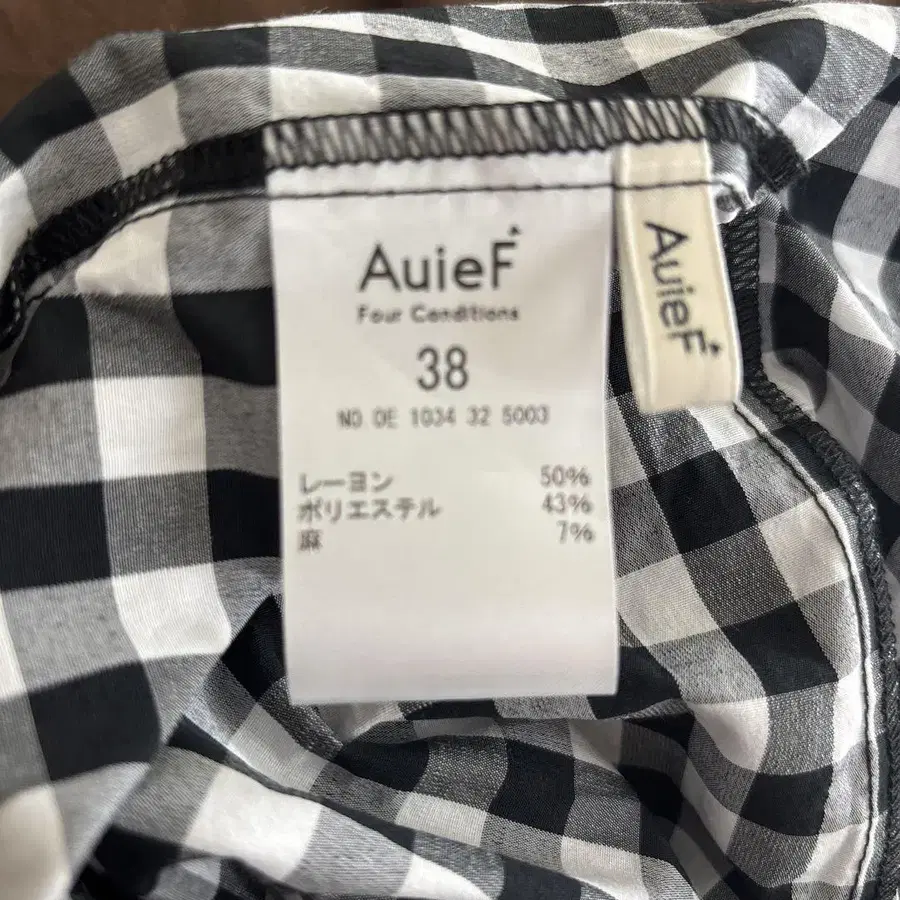 AuieF
Four Conditions
38
NO OE 1034 32 5003
レーヨン 50%
ポリエステル 43%
麻 7%
AuieF